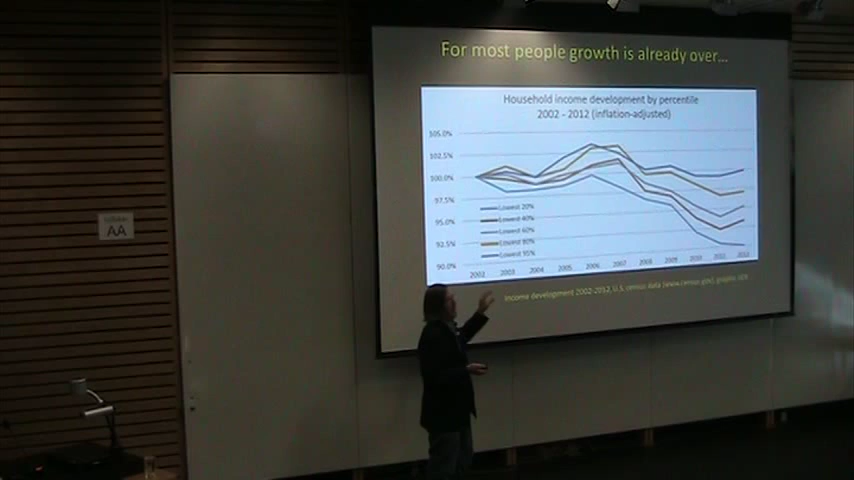 For most people growth is already over...
Household income development by percentile
2002 - 2012 (inflation-adjusted)
105.0%
102.5%
100.0%
97.5%
95.0%
92.5%
90.0%
Lowest 20%
Lowest 40%
Lowest 60%
Lowest 80%
Lowest 95%
2002 2003 2004 2005 2006 2007 2008 2009 2010 2011 2012
Income development 2002-2012, U.S. census data (www.census.gov), graphic
AA